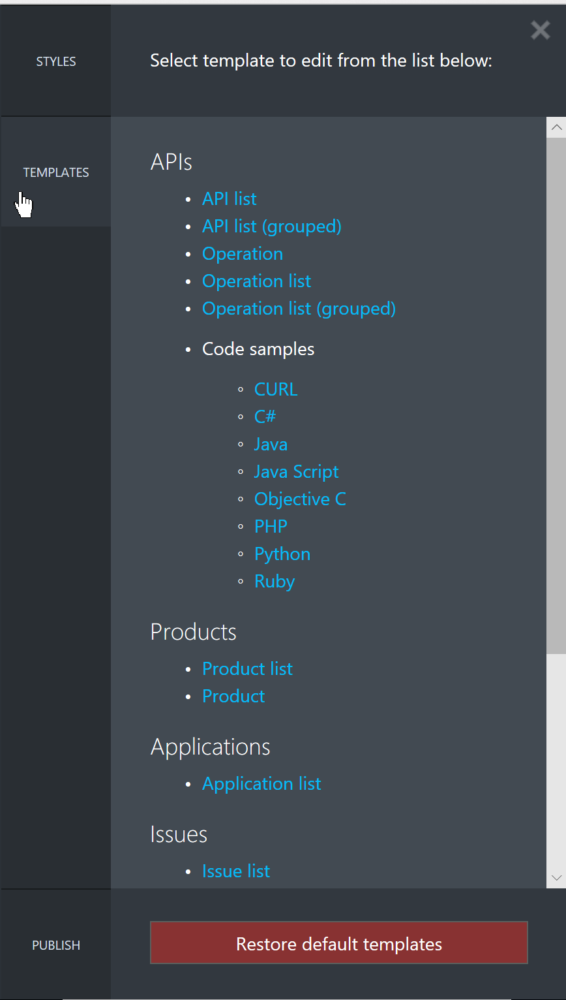 STYLES
Select template to edit from the list below:
TEMPLATES
APIs
API list
API list (grouped)
Operation
Operation list
Operation list (grouped)
Code samples
CURL
C#
Java
Java Script
Objective C
PHP
Python
Ruby
Products
Product list
Product
Applications
Application list
Issues
Issue list
PUBLISH
Restore default templates